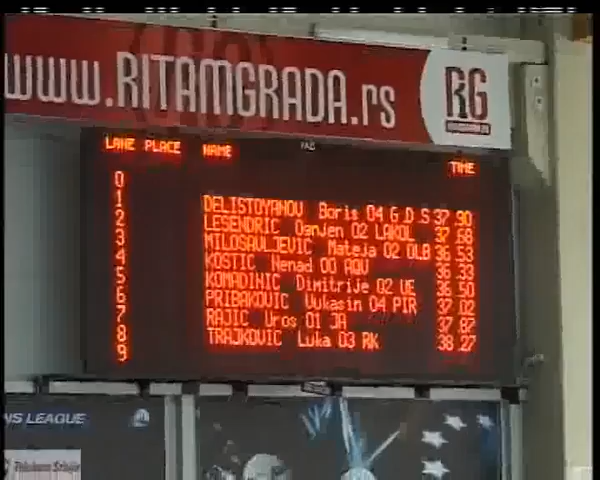 www.RITAMGRADA.rs
RG
LANE PLACE NAME TIME
0
1 DELISTOYANOV Boris 04 G.D.S 37.90
2 LESENDRIC Ognjen 02 LAKOL 37.68
3 MILOSAVLJEVIC Mateja 02 OLB 36.53
4 KOSTIC Nenad 00 AQU 36.33
5 KOMADINIC Dimitrije 02 UE 36.50
6 PRIBAKOVIC Vukasin 04 PIR 37.02
7 RAJIC Uros 01 JA 37.82
8 TRAJKOVIC Luka 03 RK 38.27
9
NS LEAGUE
Telekom Srbija